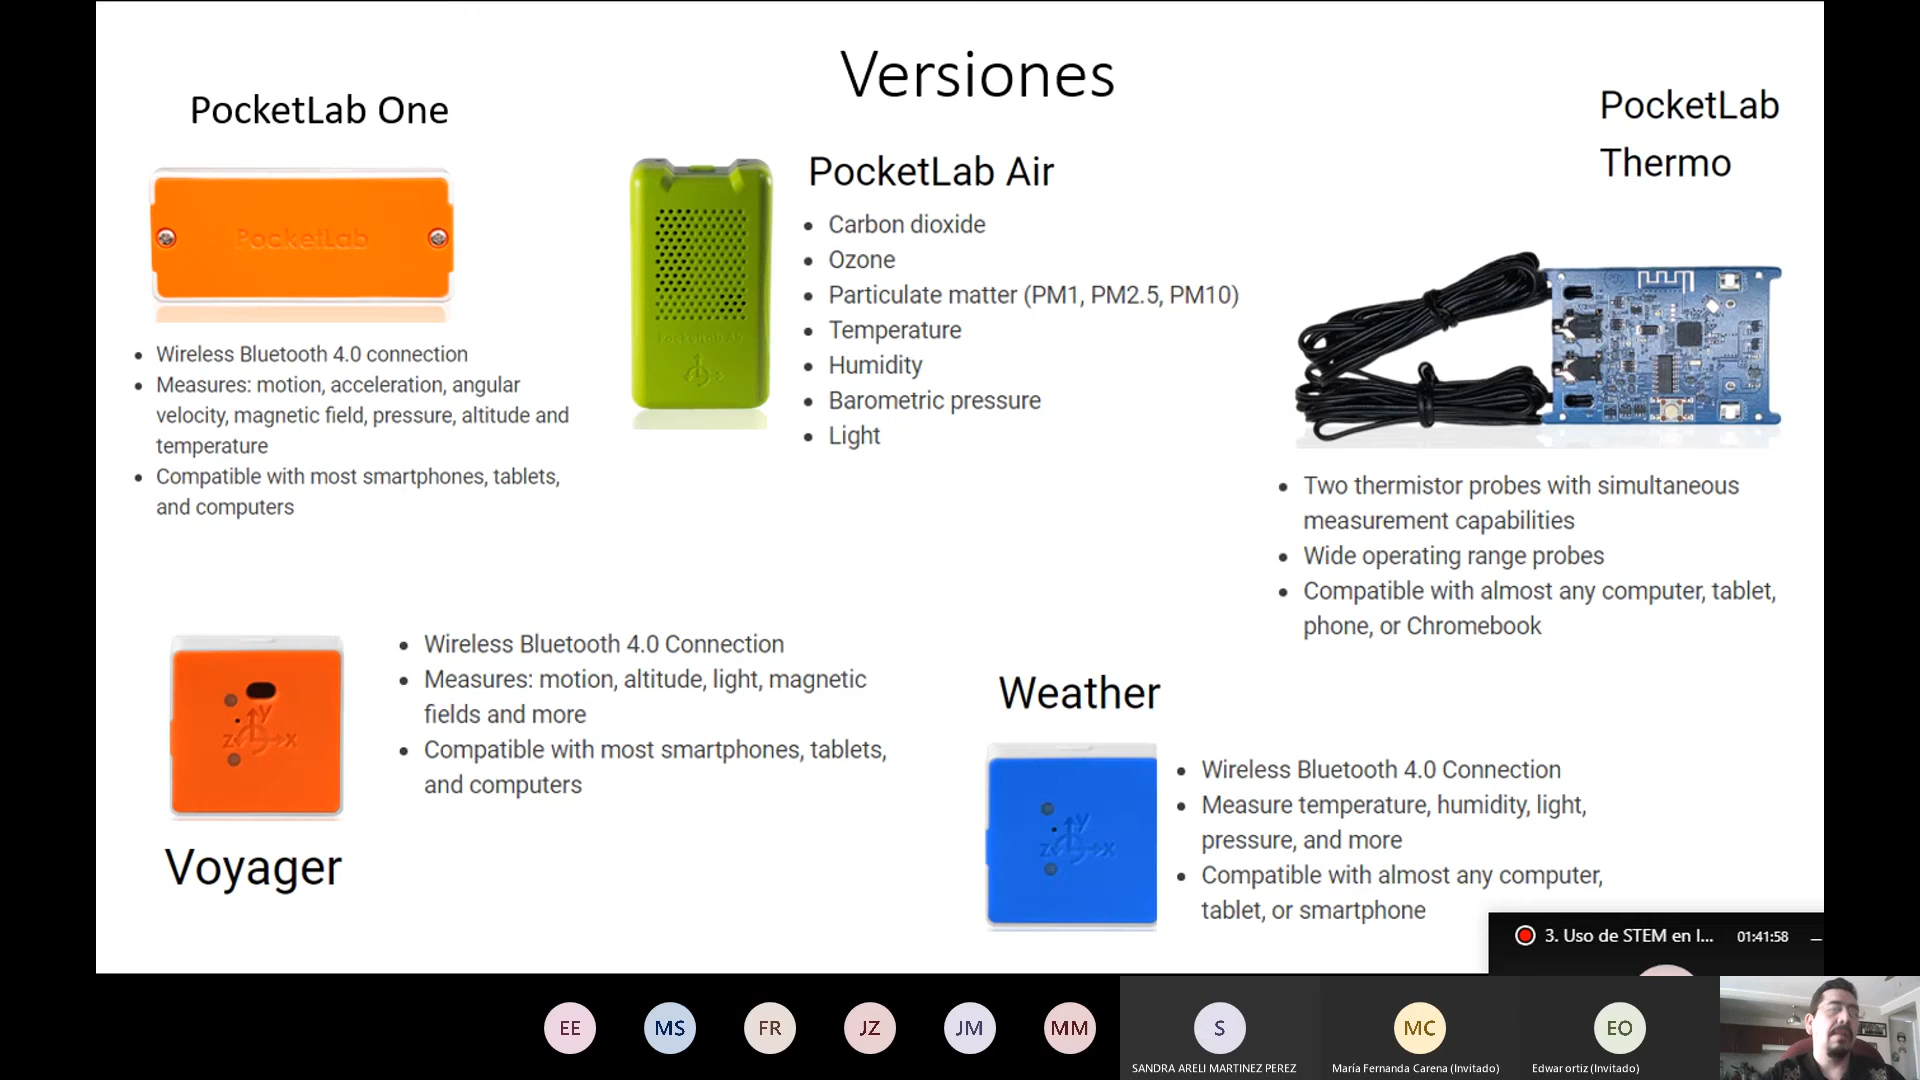 Versiones
PocketLab One
PocketLab
• Wireless Bluetooth 4.0 connection
• Measures: motion, acceleration, angular
velocity, magnetic field, pressure, altitude and
temperature
• Compatible with most smartphones, tablets,
and computers
PocketLab Air
PocketLab Air
• Carbon dioxide
• Ozone
• Particulate matter (PM1, PM2.5, PM10)
• Temperature
• Humidity
• Barometric pressure
• Light
PocketLab
Thermo
• Two thermistor probes with simultaneous
measurement capabilities
• Wide operating range probes
• Compatible with almost any computer, tablet,
phone, or Chromebook
y
z x
Voyager
• Wireless Bluetooth 4.0 Connection
• Measures: motion, altitude, light, magnetic
fields and more
• Compatible with most smartphones, tablets,
and computers
Weather
y
z x
• Wireless Bluetooth 4.0 Connection
• Measure temperature, humidity, light,
pressure, and more
• Compatible with almost any computer,
tablet, or smartphone
3. Uso de STEM en l... 01:41:58
EE MS FR JZ JM MM S MC EO
SANDRA ARELI MARTINEZ PEREZ María Fernanda Carena (Invitado) Edwar ortiz (Invitado)